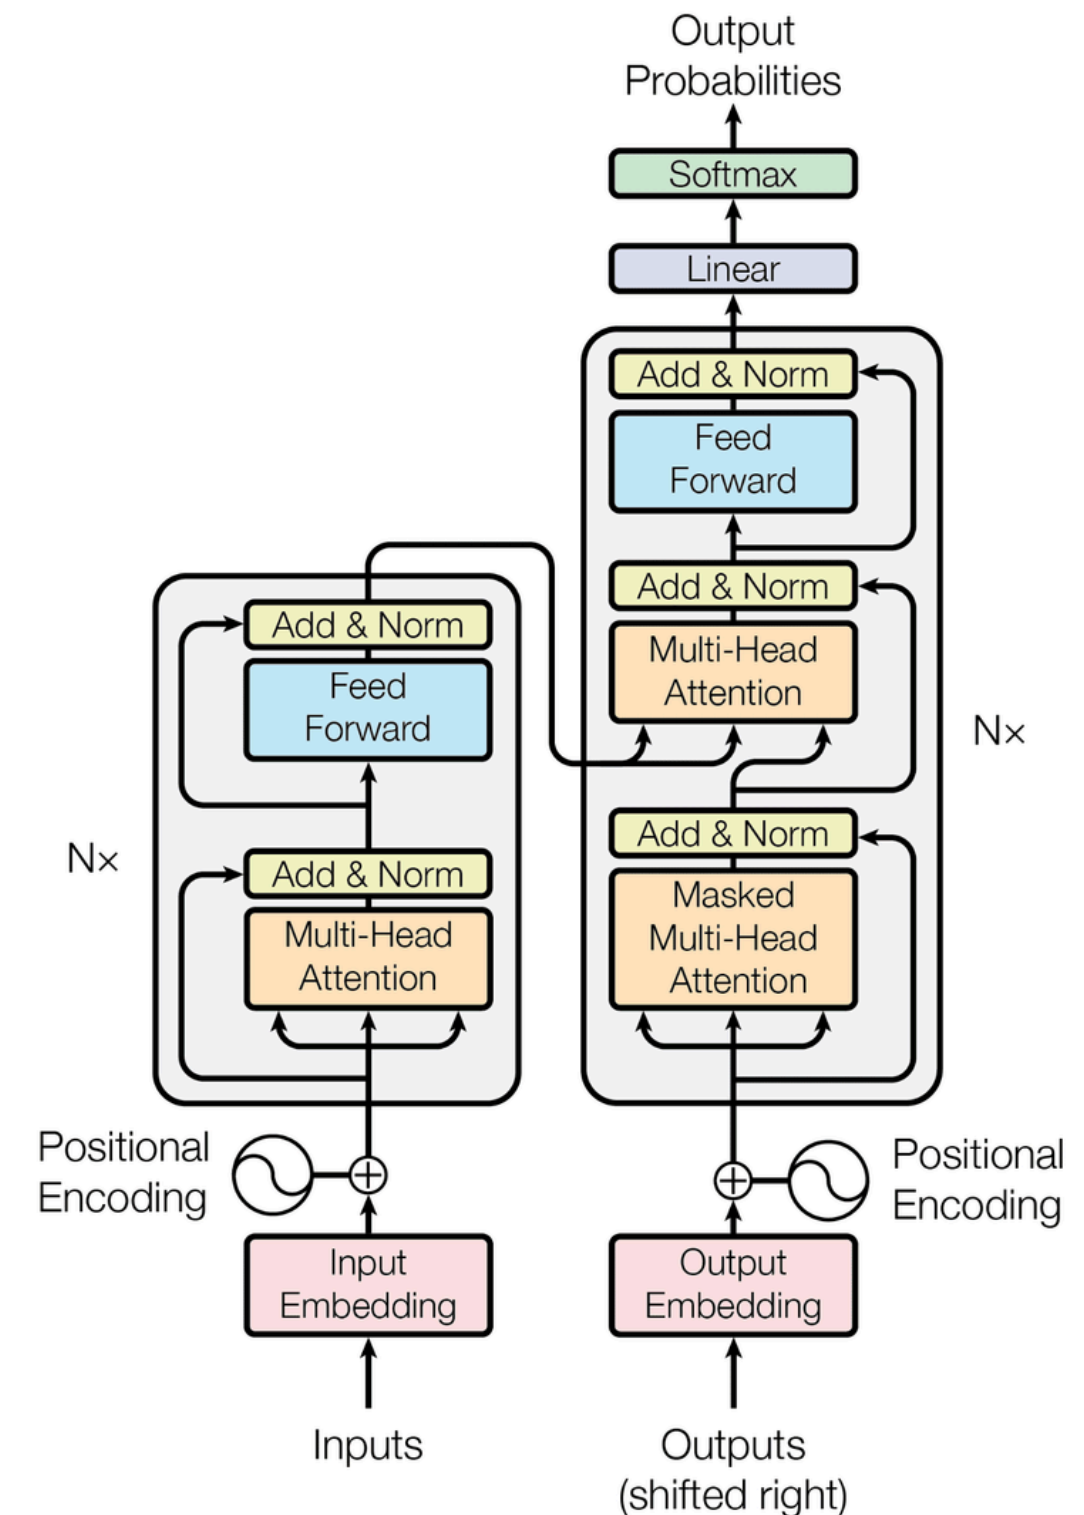 Output
Probabilities
Softmax
Linear
Add & Norm
Feed
Forward
Add & Norm
Multi-Head
Attention
Add & Norm
Masked
Multi-Head
Attention
N×
Add & Norm
Feed
Forward
Add & Norm
Multi-Head
Attention
N×
Positional
Encoding
Positional
Encoding
Input
Embedding
Output
Embedding
Inputs
Outputs
(shifted right)